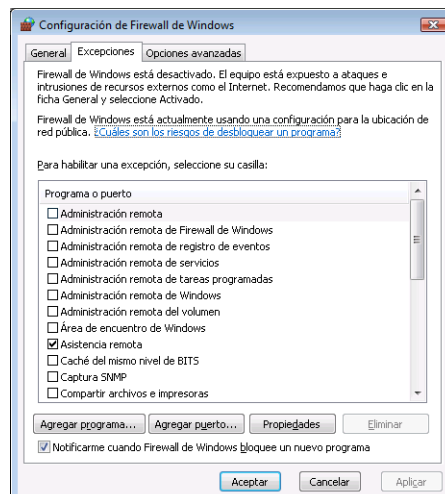 Configuración de Firewall de Windows
General
Excepciones
Opciones avanzadas
Firewall de Windows está desactivado. El equipo está expuesto a ataques e
intrusiones de recursos externos como el Internet. Recomendamos que haga clic en la
ficha General y seleccione Activado.
Firewall de Windows está actualmente usando una configuración para la ubicación de
red pública. ¿Cuáles son los riesgos de desbloquear un programa?
Para habilitar una excepción, seleccione su casilla:
Programa o puerto
Administración remota
Administración remota de Firewall de Windows
Administración remota de registro de eventos
Administración remota de servicios
Administración remota de tareas programadas
Administración remota de Windows
Administración remota del volumen
Área de encuentro de Windows
Asistencia remota
Caché del mismo nivel de BITS
Captura SNMP
Compartir archivos e impresoras
Agregar programa...
Agregar puerto...
Propiedades
Eliminar
Notificarme cuando Firewall de Windows bloquee un nuevo programa
Aceptar
Cancelar
Aplicar